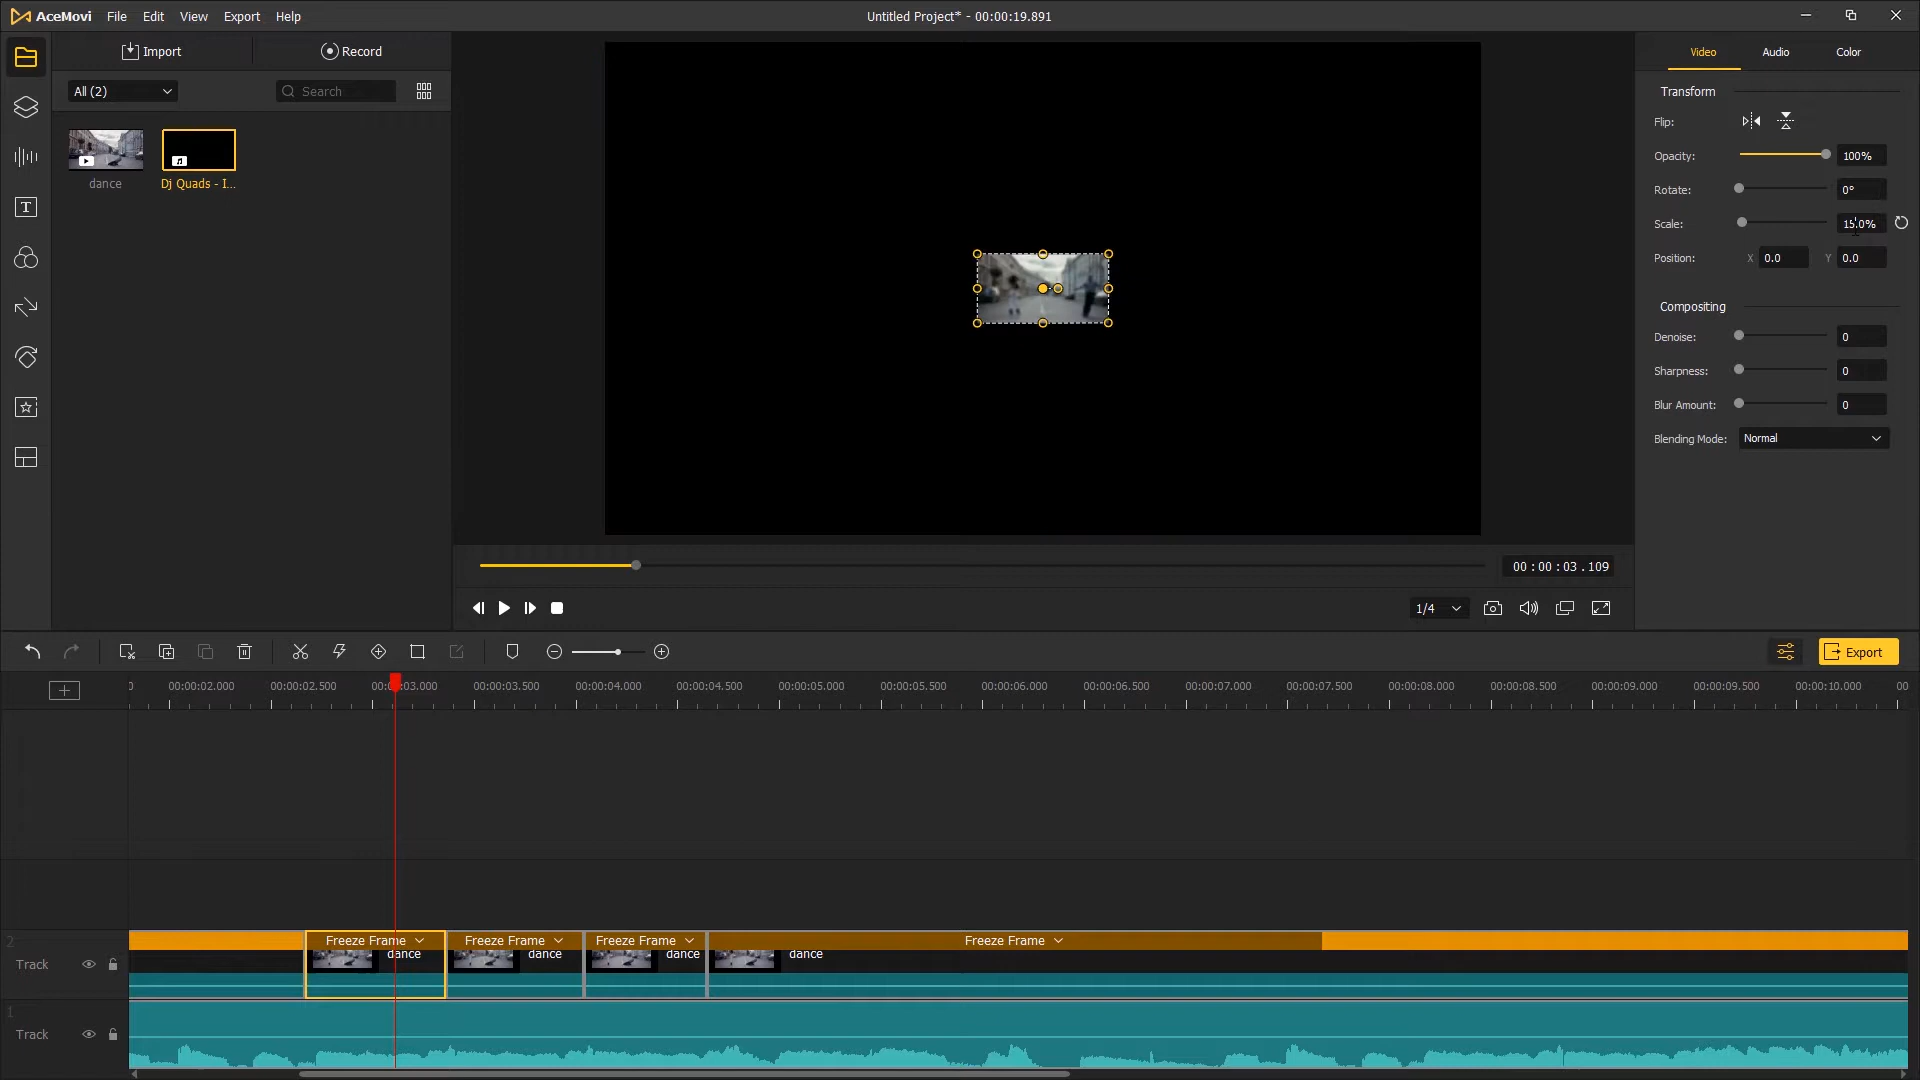 AceMovi File Edit View Export Help
Untitled Project* - 00:00:19.891
Import
Record
Video
Audio
Color
All (2)
Search
dance
Dj Quads - I...
Transform
Flip:
Opacity: 100%
Rotate: 0°
Scale: 15.0%
Position: X 0.0 Y 0.0
Compositing
Denoise: 0
Sharpness: 0
Blur Amount: 0
Blending Mode: Normal
00 : 00 : 03 . 109
1/4
Export
0 00:00:02.000 00:00:02.500 00:00:03.000 00:00:03.500 00:00:04.000 00:00:04.500 00:00:05.000 00:00:05.500 00:00:06.000 00:00:06.500 00:00:07.000 00:00:07.500 00:00:08.000 00:00:08.500 00:00:09.000 00:00:09.500 00:00:10.000 00
2
Freeze Frame Freeze Frame Freeze Frame Freeze Frame
dance dance dance dance
Track
1
Track